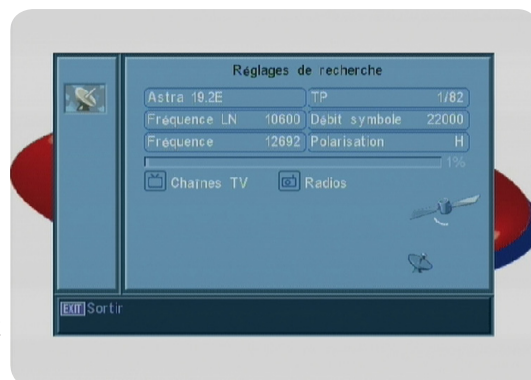 Réglages de recherche
Astra 19.2E TP 1/82
Fréquence LN 10600 Débit symbole 22000
Fréquence 12692 Polarisation H
1%
Chaînes TV Radios
EXIT Sortir